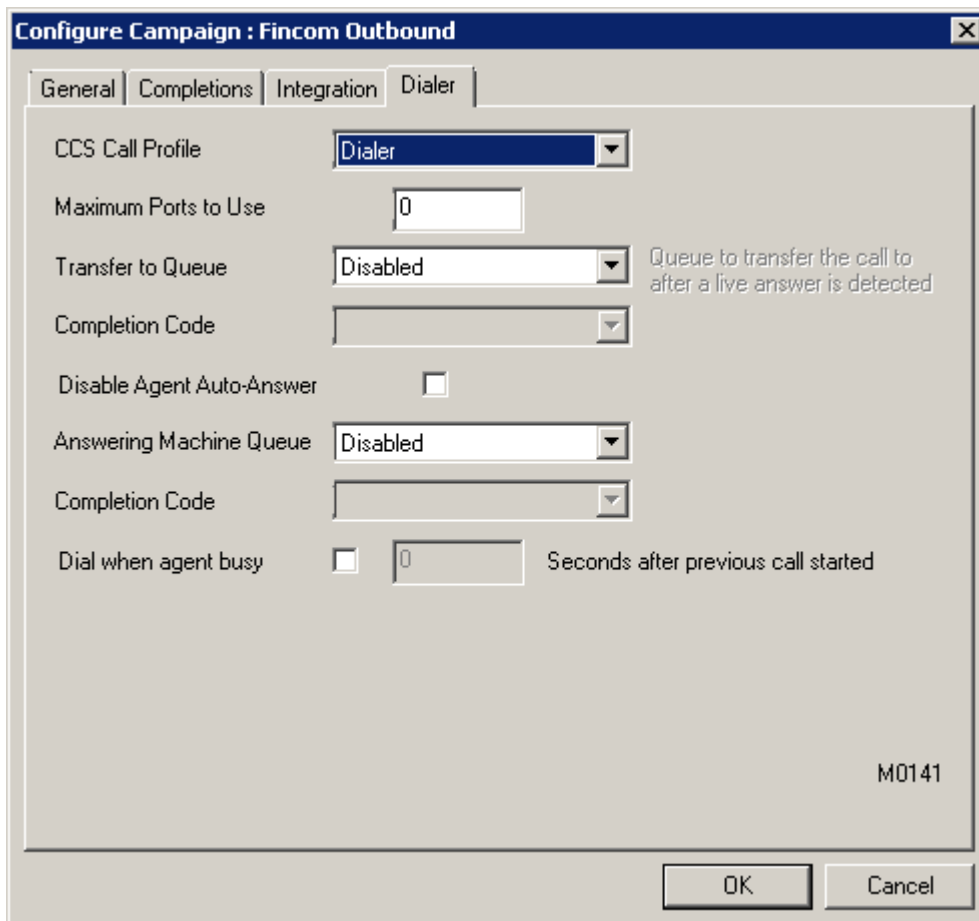 Configure Campaign : Fincom Outbound
General Completions Integration Dialer
CCS Call Profile Dialer
Maximum Ports to Use 0
Transfer to Queue Disabled Queue to transfer the call to
after a live answer is detected
Completion Code
Disable Agent Auto-Answer
Answering Machine Queue Disabled
Completion Code
Dial when agent busy 0 Seconds after previous call started
M0141
OK Cancel